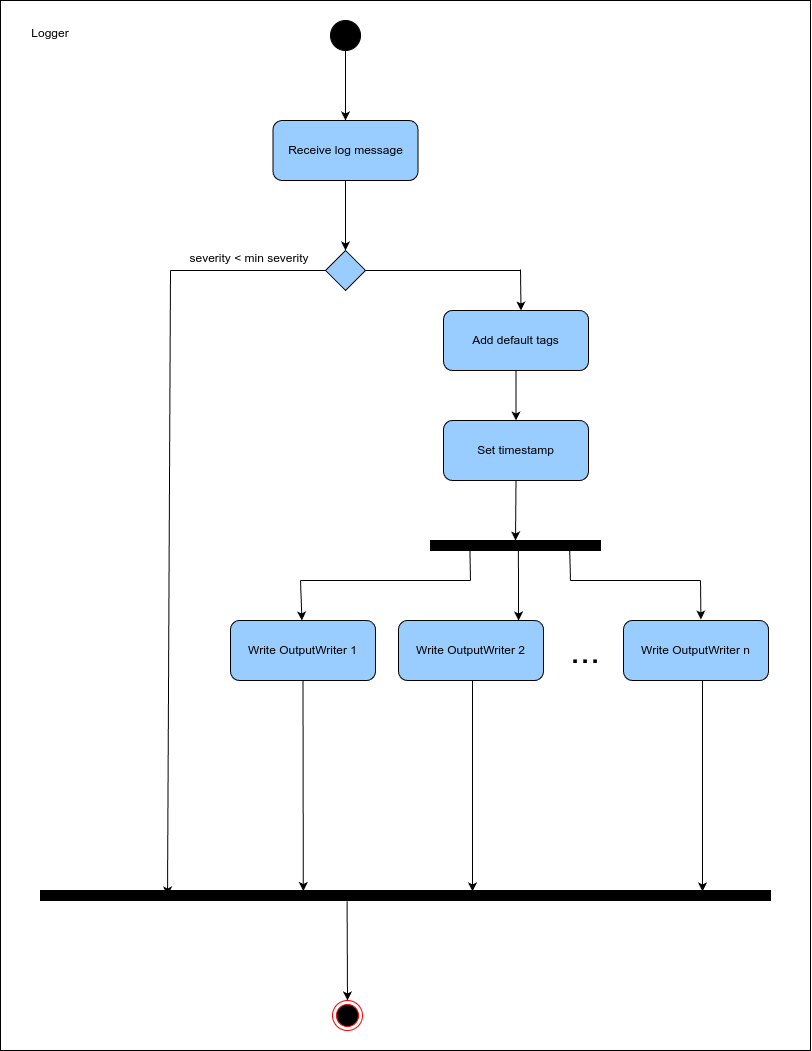 Logger
Receive log message
severity < min severity
Add default tags
Set timestamp
Write OutputWriter 1
Write OutputWriter 2
...
Write OutputWriter n